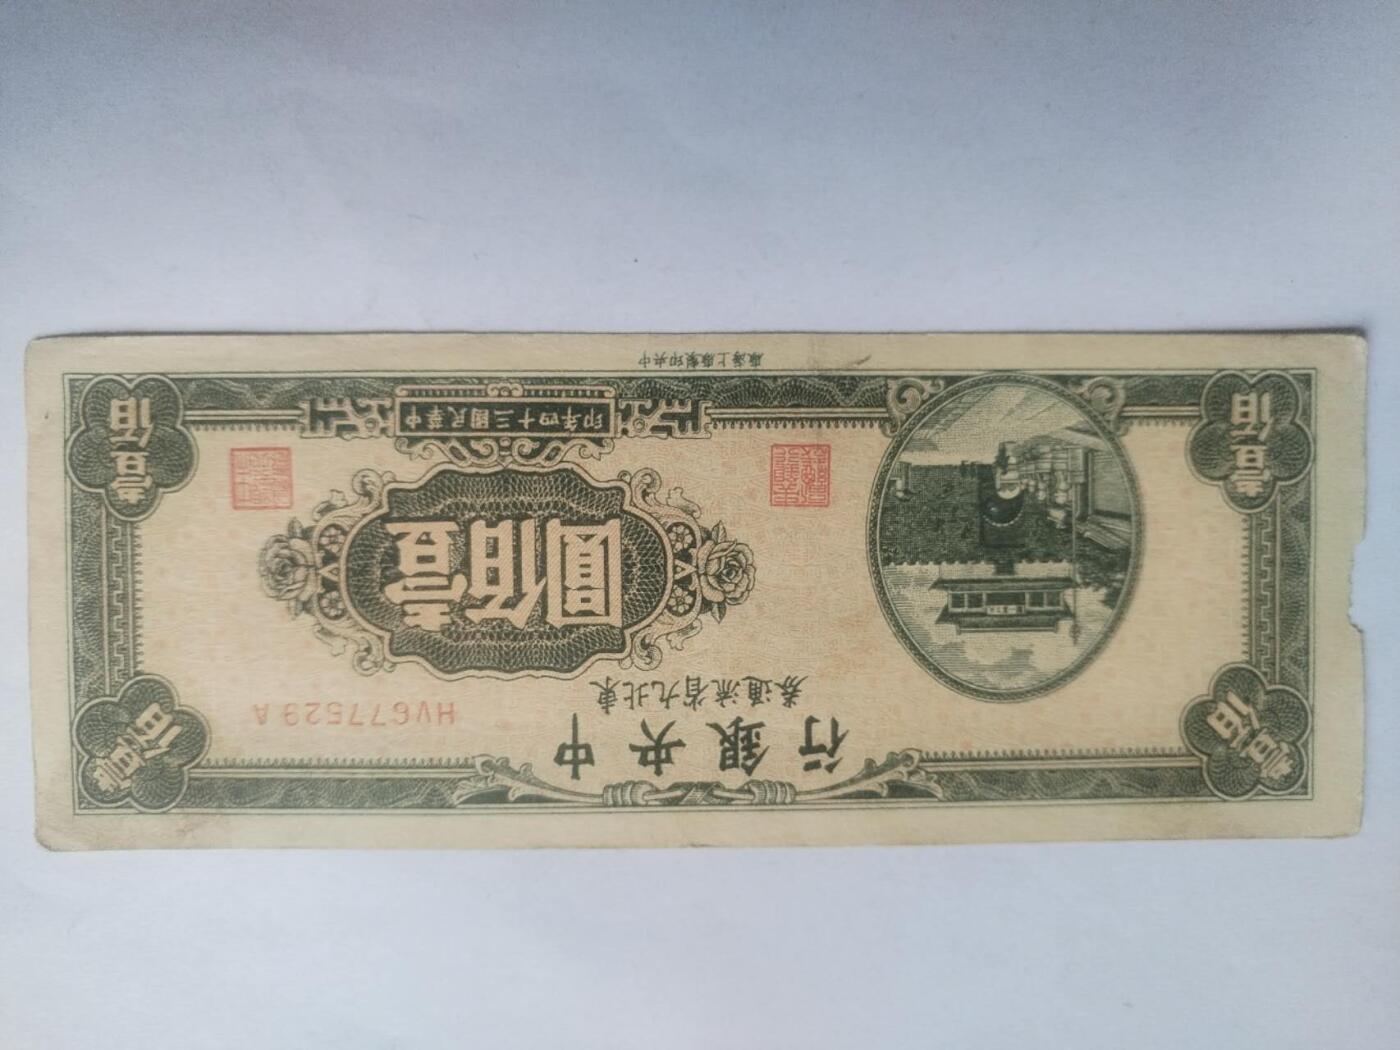 中央銀行
東北九省流通券
壹佰
壹佰
HV677529 A
壹佰圓
中華民國三十四年印
壹佰
壹佰
中央印製廠上海廠